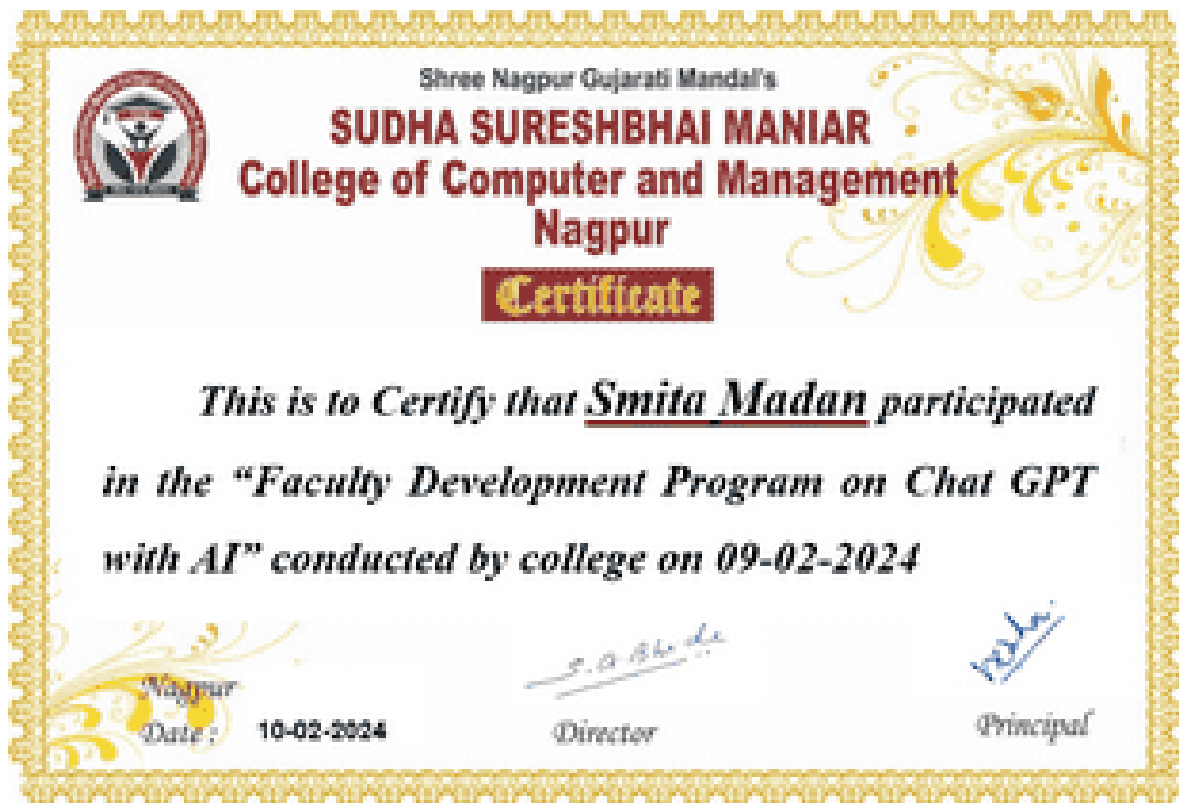 Shree Nagpur Gujarati Mandal's
SUDHA SURESHBHAI MANIAR
College of Computer and Management
Nagpur
Certificate
This is to Certify that Smita Madan participated
in the “Faculty Development Program on Chat GPT
with AI” conducted by college on 09-02-2024
Nagpur
Date : 10-02-2024
Director
Principal